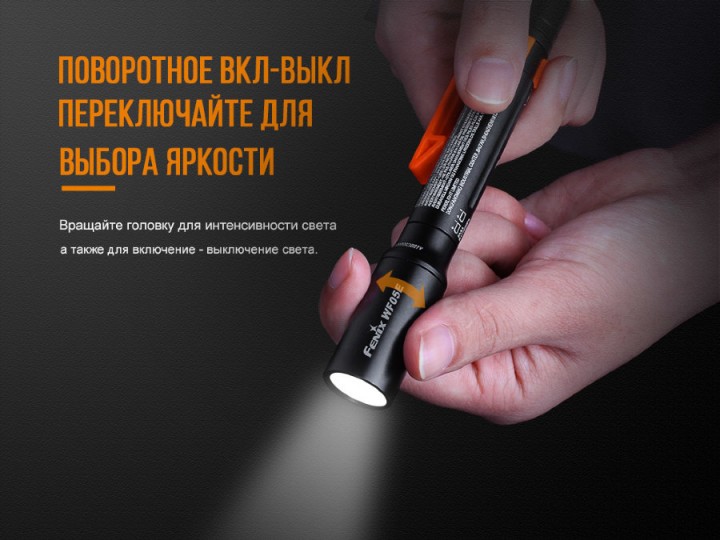 ПОВОРОТНОЕ ВКЛ-ВЫКЛ
ПЕРЕКЛЮЧАЙТЕ ДЛЯ
ВЫБОРА ЯРКОСТИ
Вращайте головку для интенсивности света
а также для включение - выключение света.
FENIX WF05E